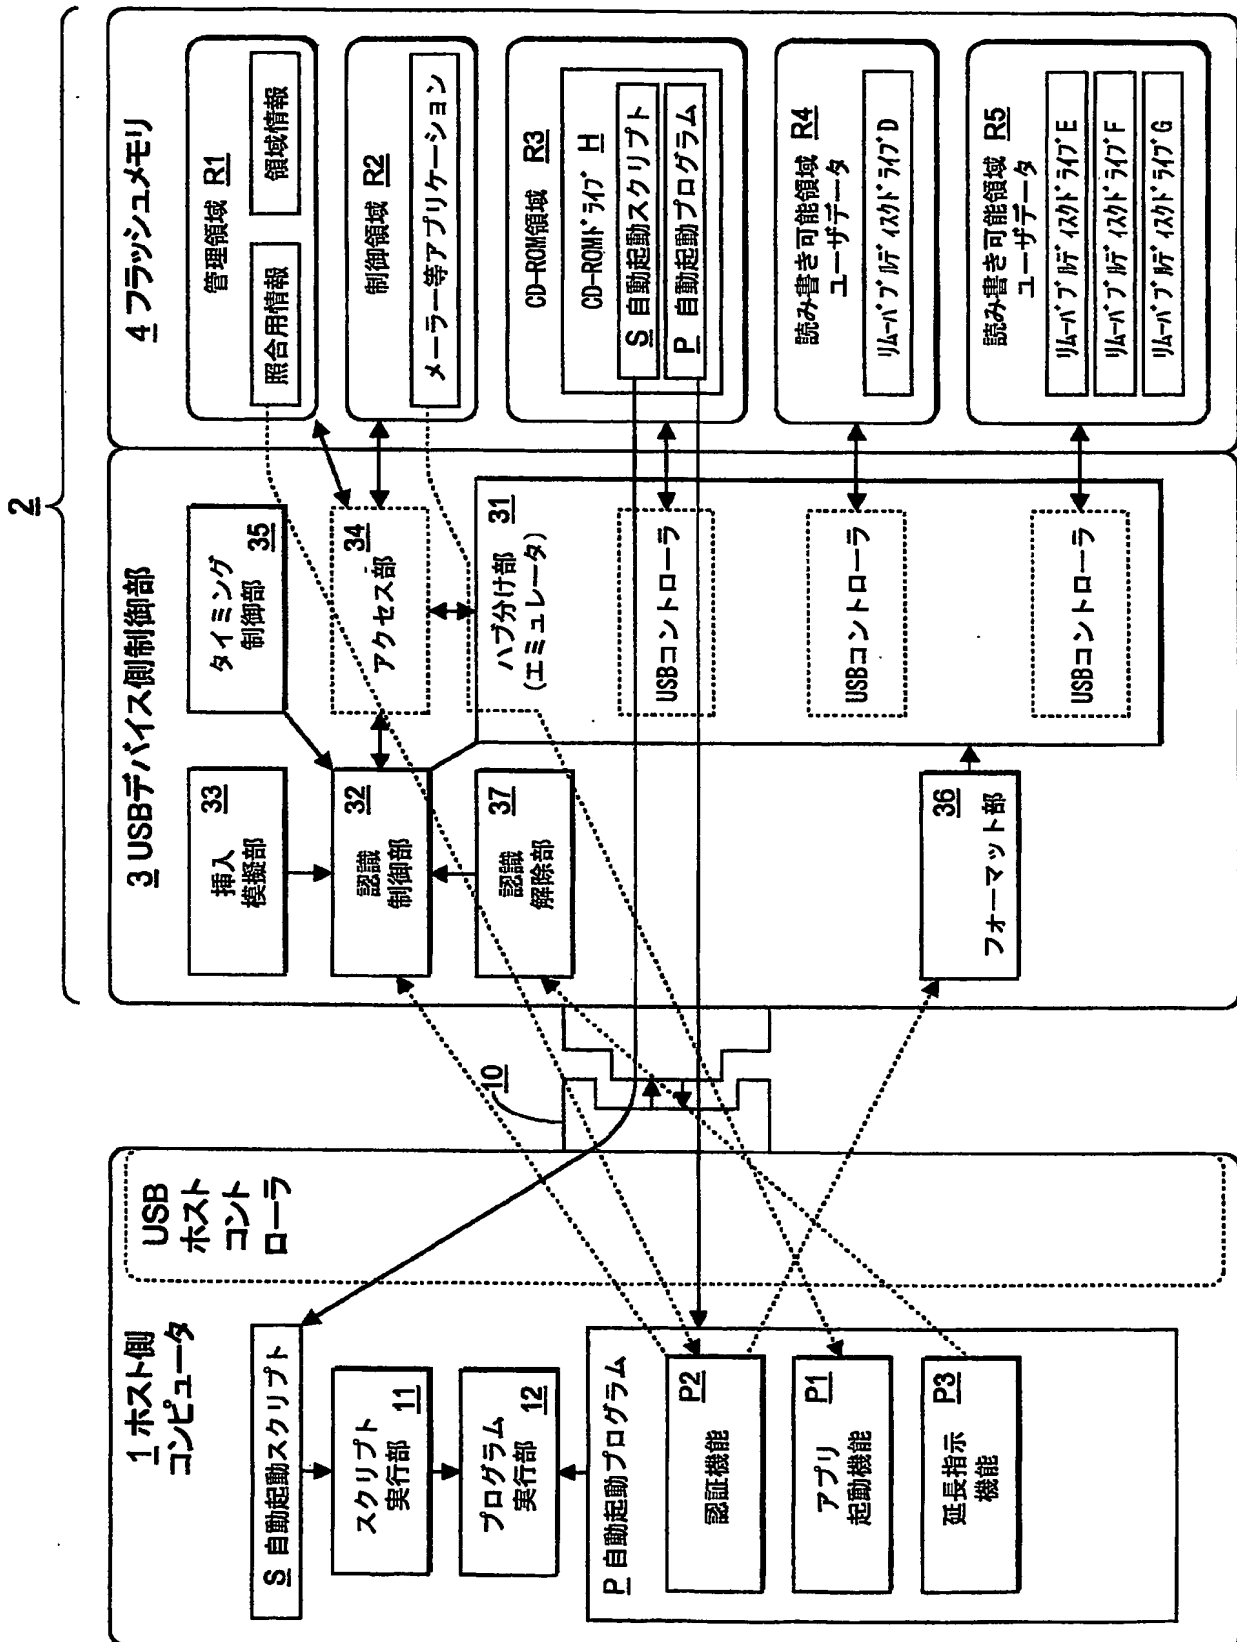 2
1 ホスト側
コンピュータ
USB
ホスト
コント
ローラ
S 自動起動スクリプト
スクリプト
実行部 11
プログラム
実行部 12
P 自動起動プログラム
認証機能 P2
アプリ
起動機能 P1
延長指示
機能 P3
10
3 USBデバイス側制御部
挿入
模擬部 33
タイミング
制御部 35
認識
制御部 32
アクセス部 34
認識
解除部 37
ハブ分け部 31
(エミュレータ)
USBコントローラ
USBコントローラ
USBコントローラ
フォーマット部 36
4 フラッシュメモリ
管理領域 R1
照合用情報
領域情報
制御領域 R2
メーラー等アプリケーション
CD-ROM領域 R3
CD-ROMドライブ H
S 自動起動スクリプト
P 自動起動プログラム
読み書き可能領域 R4
ユーザデータ
リムーバブルディスクドライブD
読み書き可能領域 R5
ユーザデータ
リムーバブルディスクドライブE
リムーバブルディスクドライブF
リムーバブルディスクドライブG